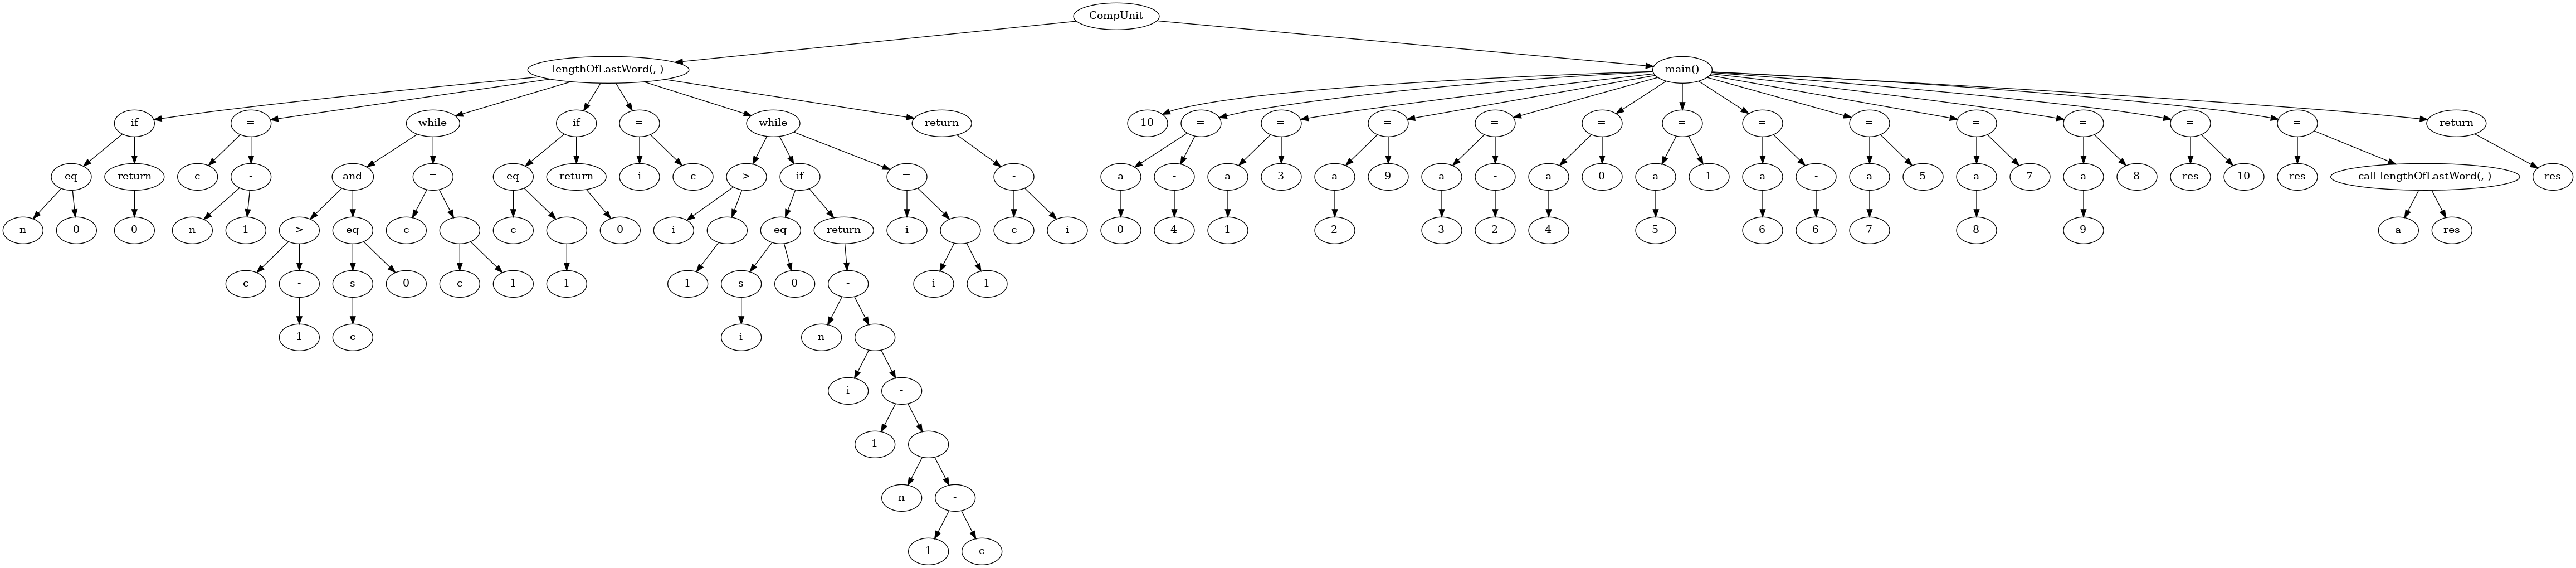 CompUnit
lengthOfLastWord(, ) main()
if = while if = while return 10 = = = = = = = = = = = = return
eq return c - and = eq return i c > if = - a - a 3 a 9 a - a 0 a 1 a - a 5 a 7 a 8 res 10 res call lengthOfLastWord(, ) res
n 0 0 n 1 > eq c - c - 0 i - eq return i - c i 0 4 1 2 3 2 4 5 6 6 7 8 9 a res
c - s 0 c 1 1 1 s 0 - i 1
1 c i n -
i -
1 -
n -
1 c